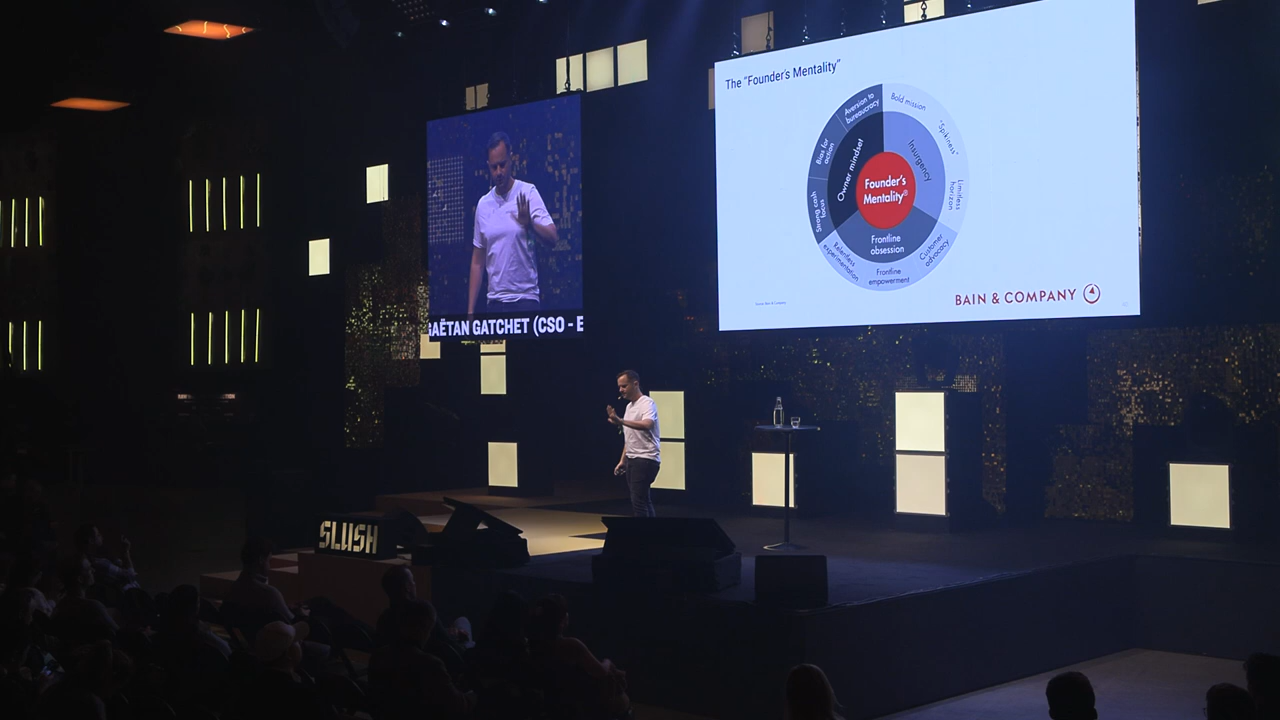 The "Founder's Mentality"
Aversion to
bureaucracy
Bold mission
"Spikiness"
Limitless
horizon
Customer
advocacy
Frontline
empowerment
Relentless
experimentation
Strong cash
focus
Bias for
action
Owner mindset
Insurgency
Frontline
obsession
Founder's
Mentality®
BAIN & COMPANY
AËTAN GATCHET (CSO - E
SLUSH